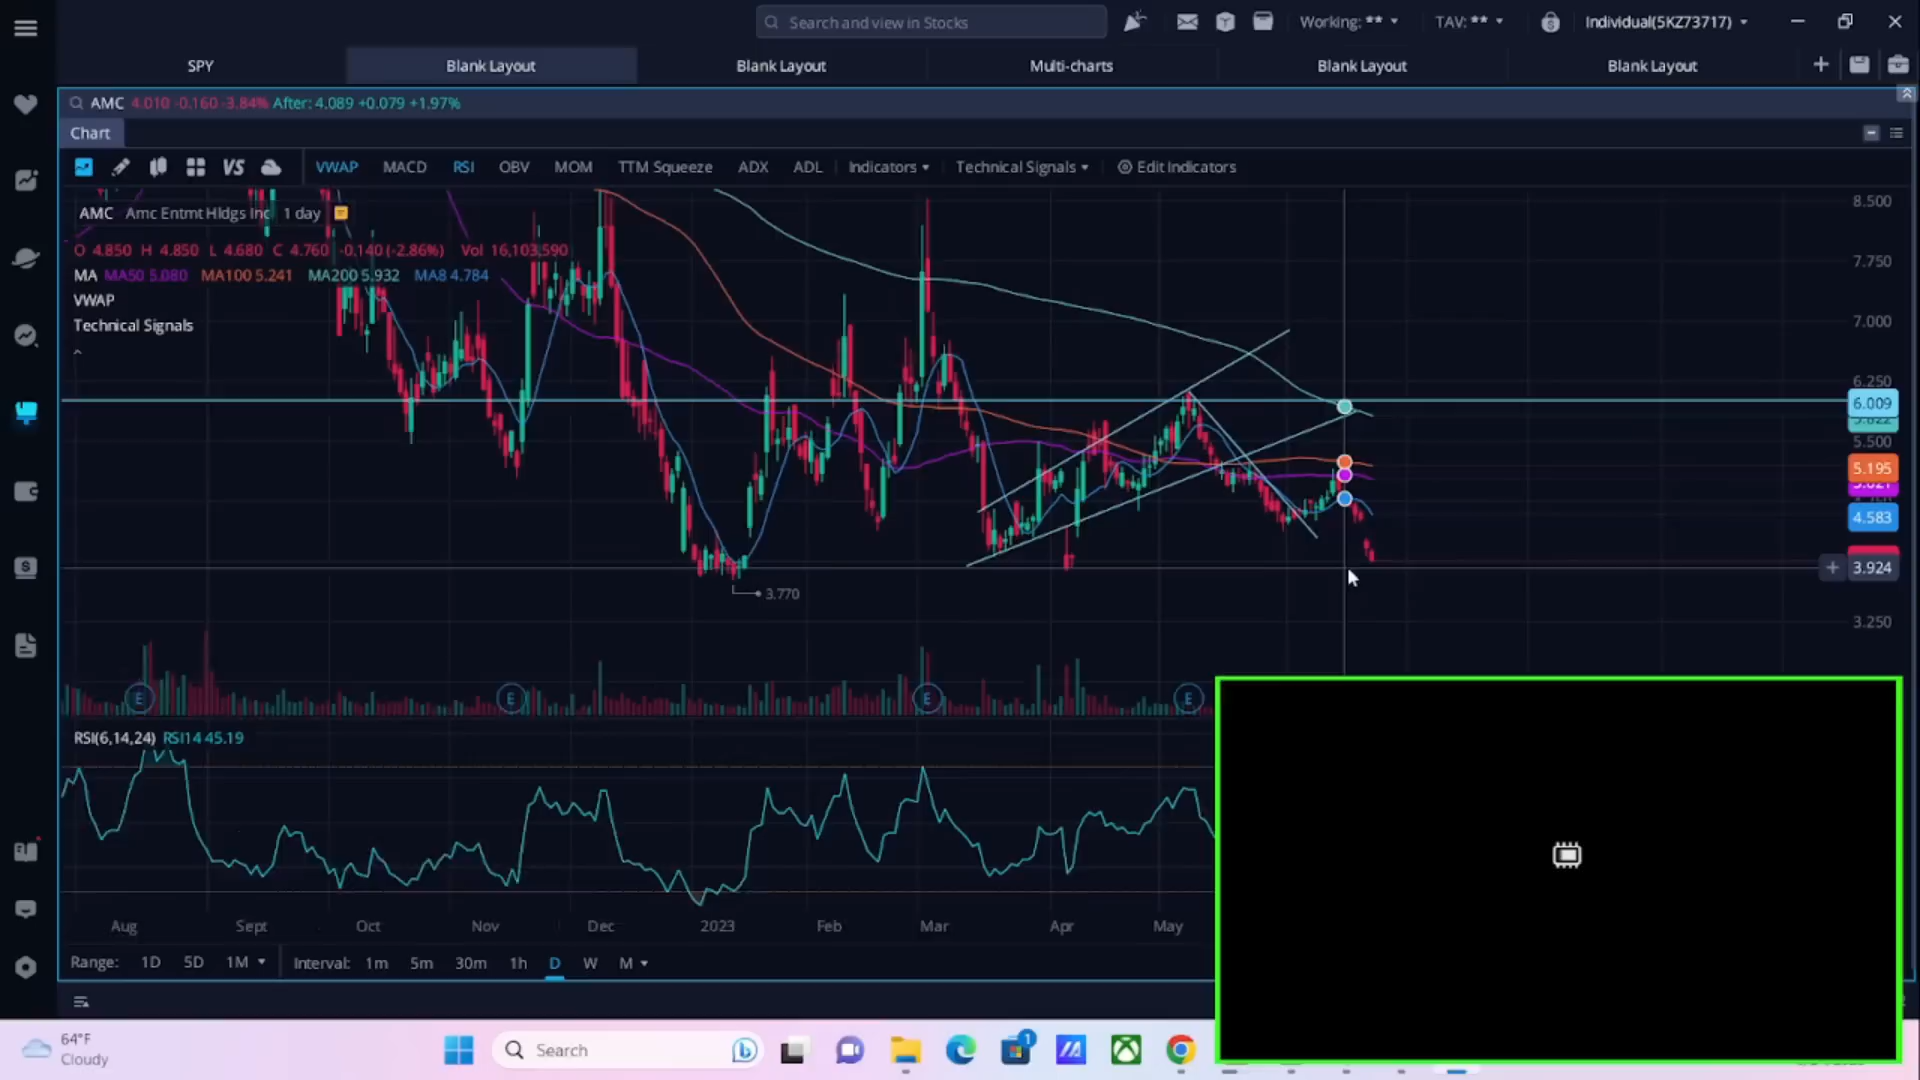 Search and view in Stocks
Working: **
TAV: **
Individual(5KZ73717)
SPY
Blank Layout
Blank Layout
Multi-charts
Blank Layout
Blank Layout
AMC 4.010 -0.160 -3.84% After: 4.089 +0.079 +1.97%
Chart
VS VWAP MACD RSI OBV MOM TTM Squeeze ADX ADL Indicators Technical Signals Edit Indicators
AMC Amc Entmt Hldgs Inc 1 day
O 4.850 H 4.850 L 4.680 C 4.760 -0.140 (-2.86%) Vol 16,103,590
MA MA50 5.080 MA100 5.241 MA200 5.932 MA8 4.784
VWAP
Technical Signals
8.500
7.750
7.000
6.250
6.009
5.500
5.195
4.583
3.924
3.250
3.770
E E E E
RSI(6,14,24) RSI14 45.19
Aug Sept Oct Nov Dec 2023 Feb Mar Apr May
Range: 1D 5D 1M Interval: 1m 5m 30m 1h D W M
64°F
Cloudy
Search
1